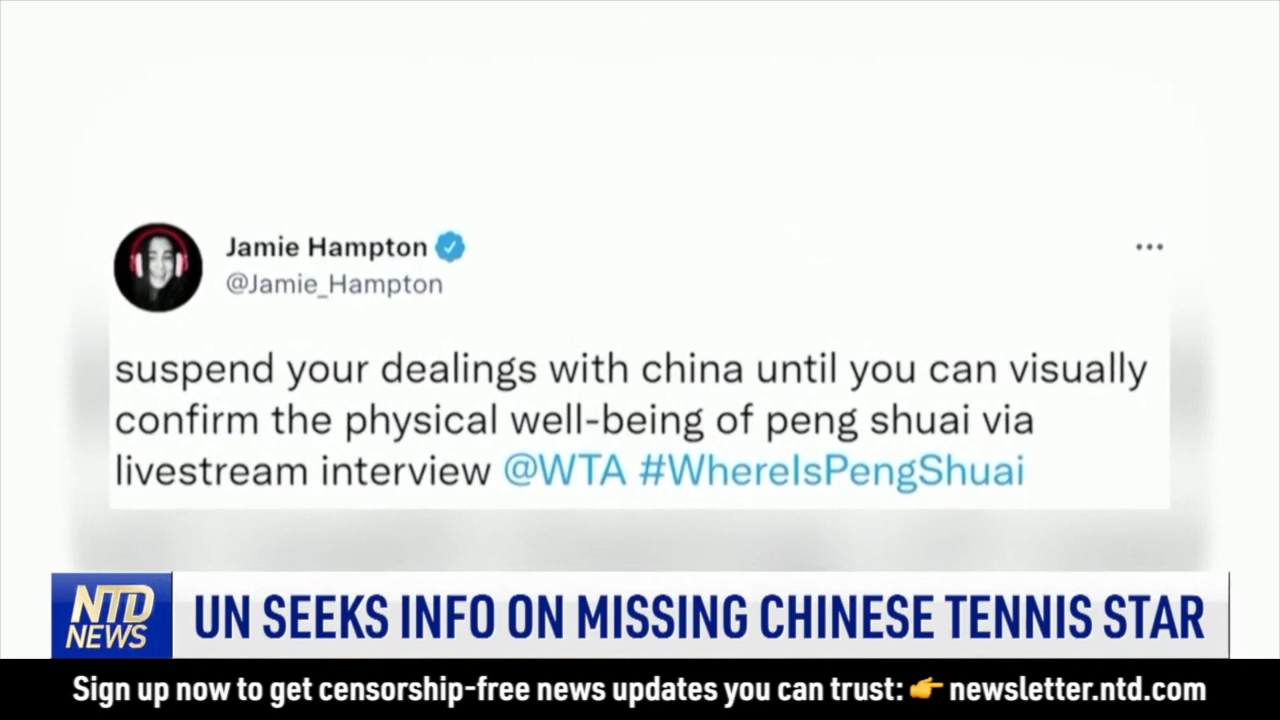 Jamie Hampton
@Jamie_Hampton
suspend your dealings with china until you can visually
confirm the physical well-being of peng shuai via
livestream interview @WTA #WhereIsPengShuai
NTD
NEWS
UN SEEKS INFO ON MISSING CHINESE TENNIS STAR
Sign up now to get censorship-free news updates you can trust: 👉 newsletter.ntd.com